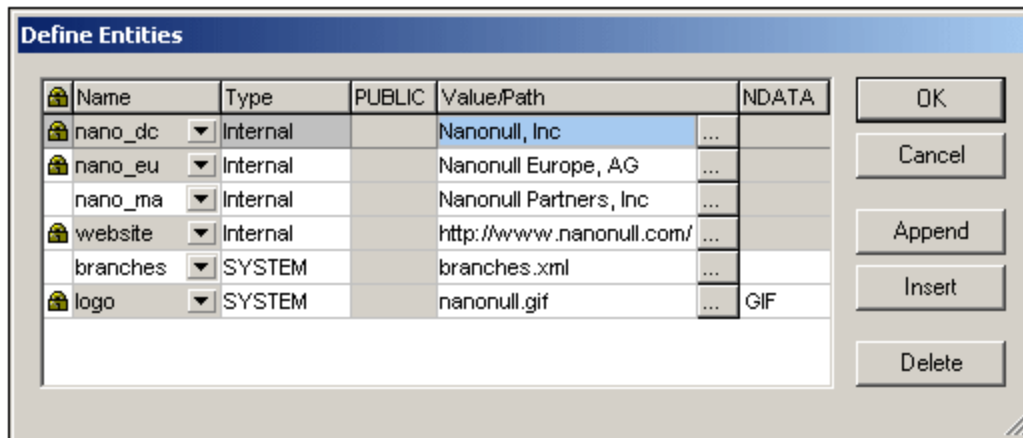 Define Entities
Name Type PUBLIC Value/Path NDATA
nano_dc Internal Nanonull, Inc ...
nano_eu Internal Nanonull Europe, AG ...
nano_ma Internal Nanonull Partners, Inc ...
website Internal http://www.nanonull.com/ ...
branches SYSTEM branches.xml ...
logo SYSTEM nanonull.gif ... GIF
OK
Cancel
Append
Insert
Delete